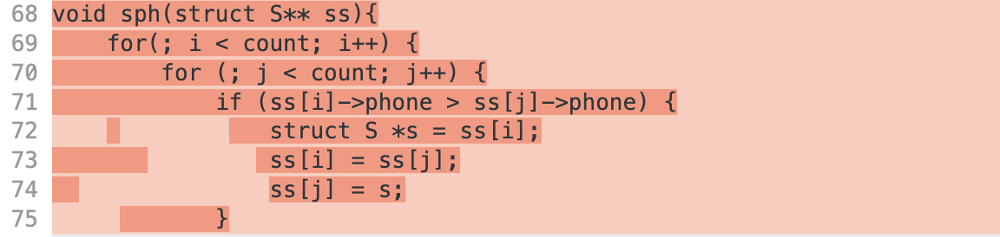 68 void sph(struct S** ss){
69     for(; i < count; i++) {
70         for (; j < count; j++) {
71             if (ss[i]->phone > ss[j]->phone) {
72                 struct S *s = ss[i];
73                 ss[i] = ss[j];
74                 ss[j] = s;
75             }